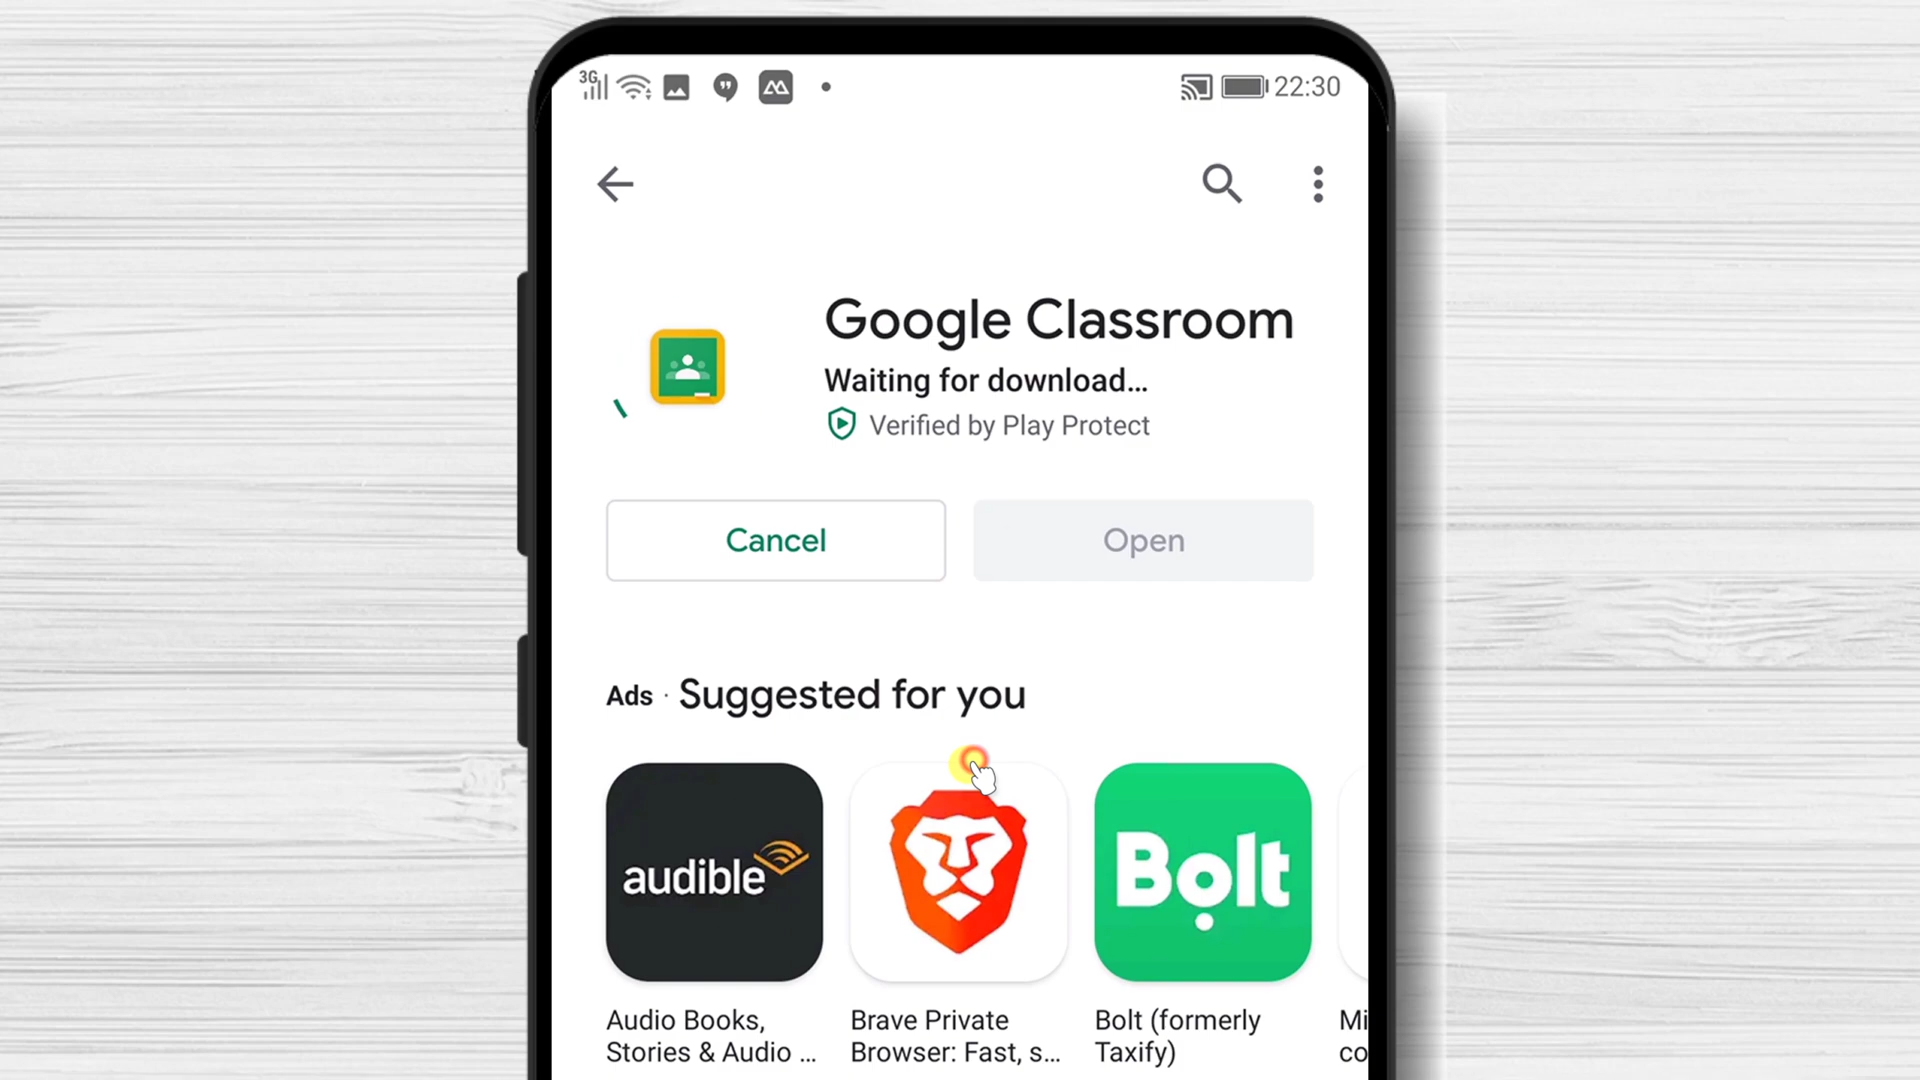 3G
22:30
Google Classroom
Waiting for download...
Verified by Play Protect
Cancel
Open
Ads · Suggested for you
audible
Bolt
Audio Books,
Stories & Audio ...
Brave Private
Browser: Fast, s...
Bolt (formerly
Taxify)
Mi
co